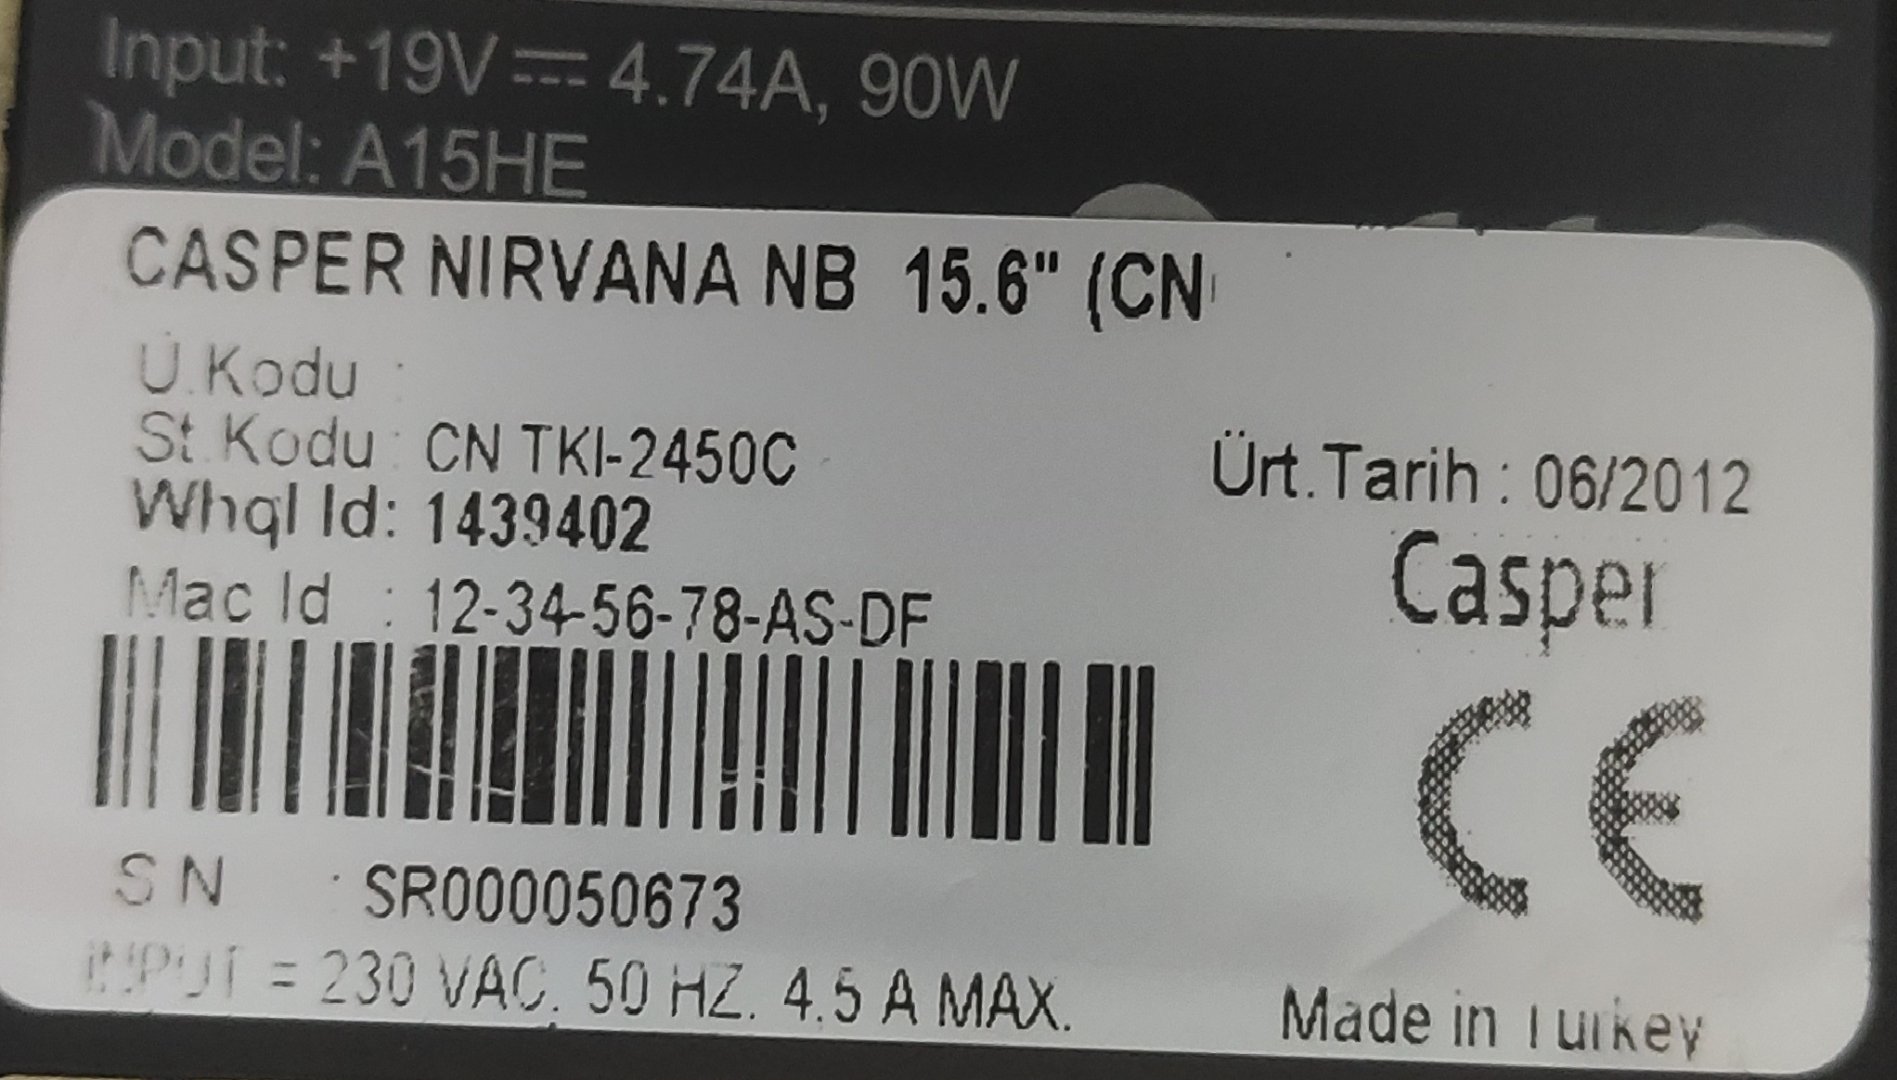 Input: +19V ⎓ 4.74A, 90W
Model: A15HE
CASPER NIRVANA NB 15.6" (CN
Ü.Kodu :
St.Kodu : CN TKI-2450C
Ürt.Tarih : 06/2012
Whql Id: 1439402
Casper
Mac Id : 12-34-56-78-AS-DF
CE
S N : SR000050673
INPUT = 230 VAC. 50 HZ. 4.5 A MAX.
Made in Turkey